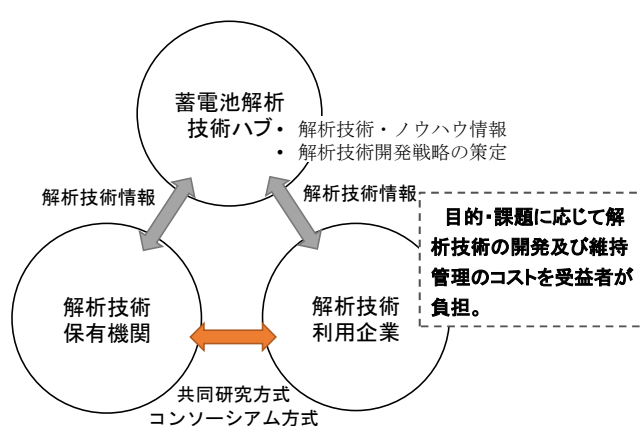 蓄電池解析
技術ハブ
• 解析技術・ノウハウ情報
• 解析技術開発戦略の策定
解析技術情報
解析技術情報
目的・課題に応じて解
析技術の開発及び維持
管理のコストを受益者が
負担。
解析技術
保有機関
解析技術
利用企業
共同研究方式
コンソーシアム方式